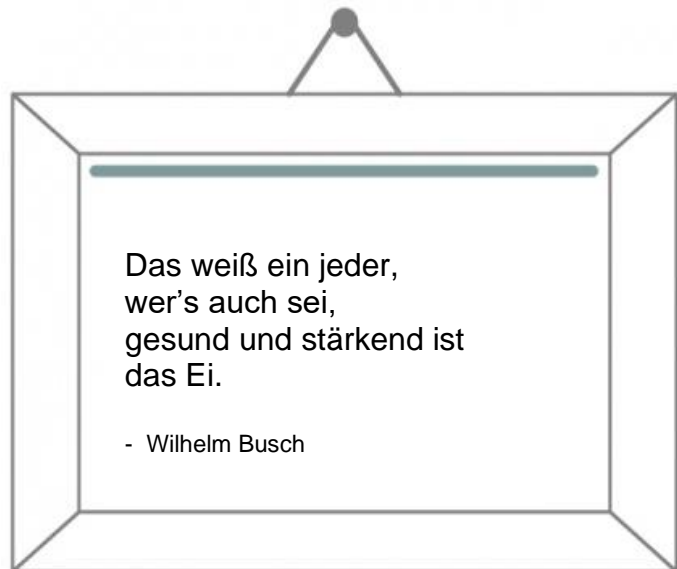 Das weiß ein jeder,
wer’s auch sei,
gesund und stärkend ist
das Ei.
- Wilhelm Busch